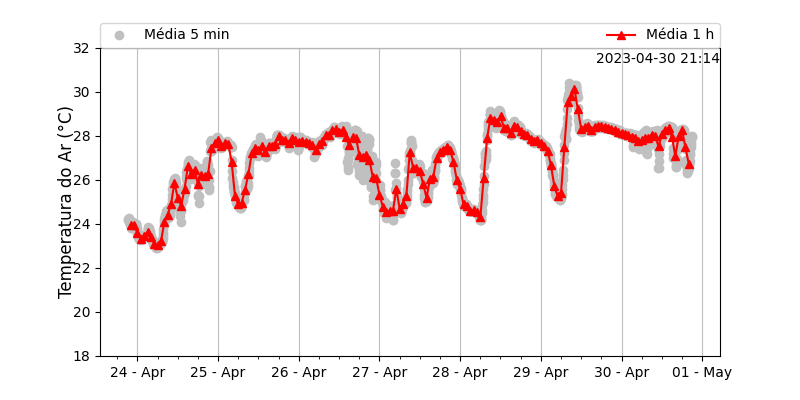 Média 5 min
Média 1 h
2023-04-30 21:14
Temperatura do Ar (°C)
32
30
28
26
24
22
20
18
24 - Apr
25 - Apr
26 - Apr
27 - Apr
28 - Apr
29 - Apr
30 - Apr
01 - May